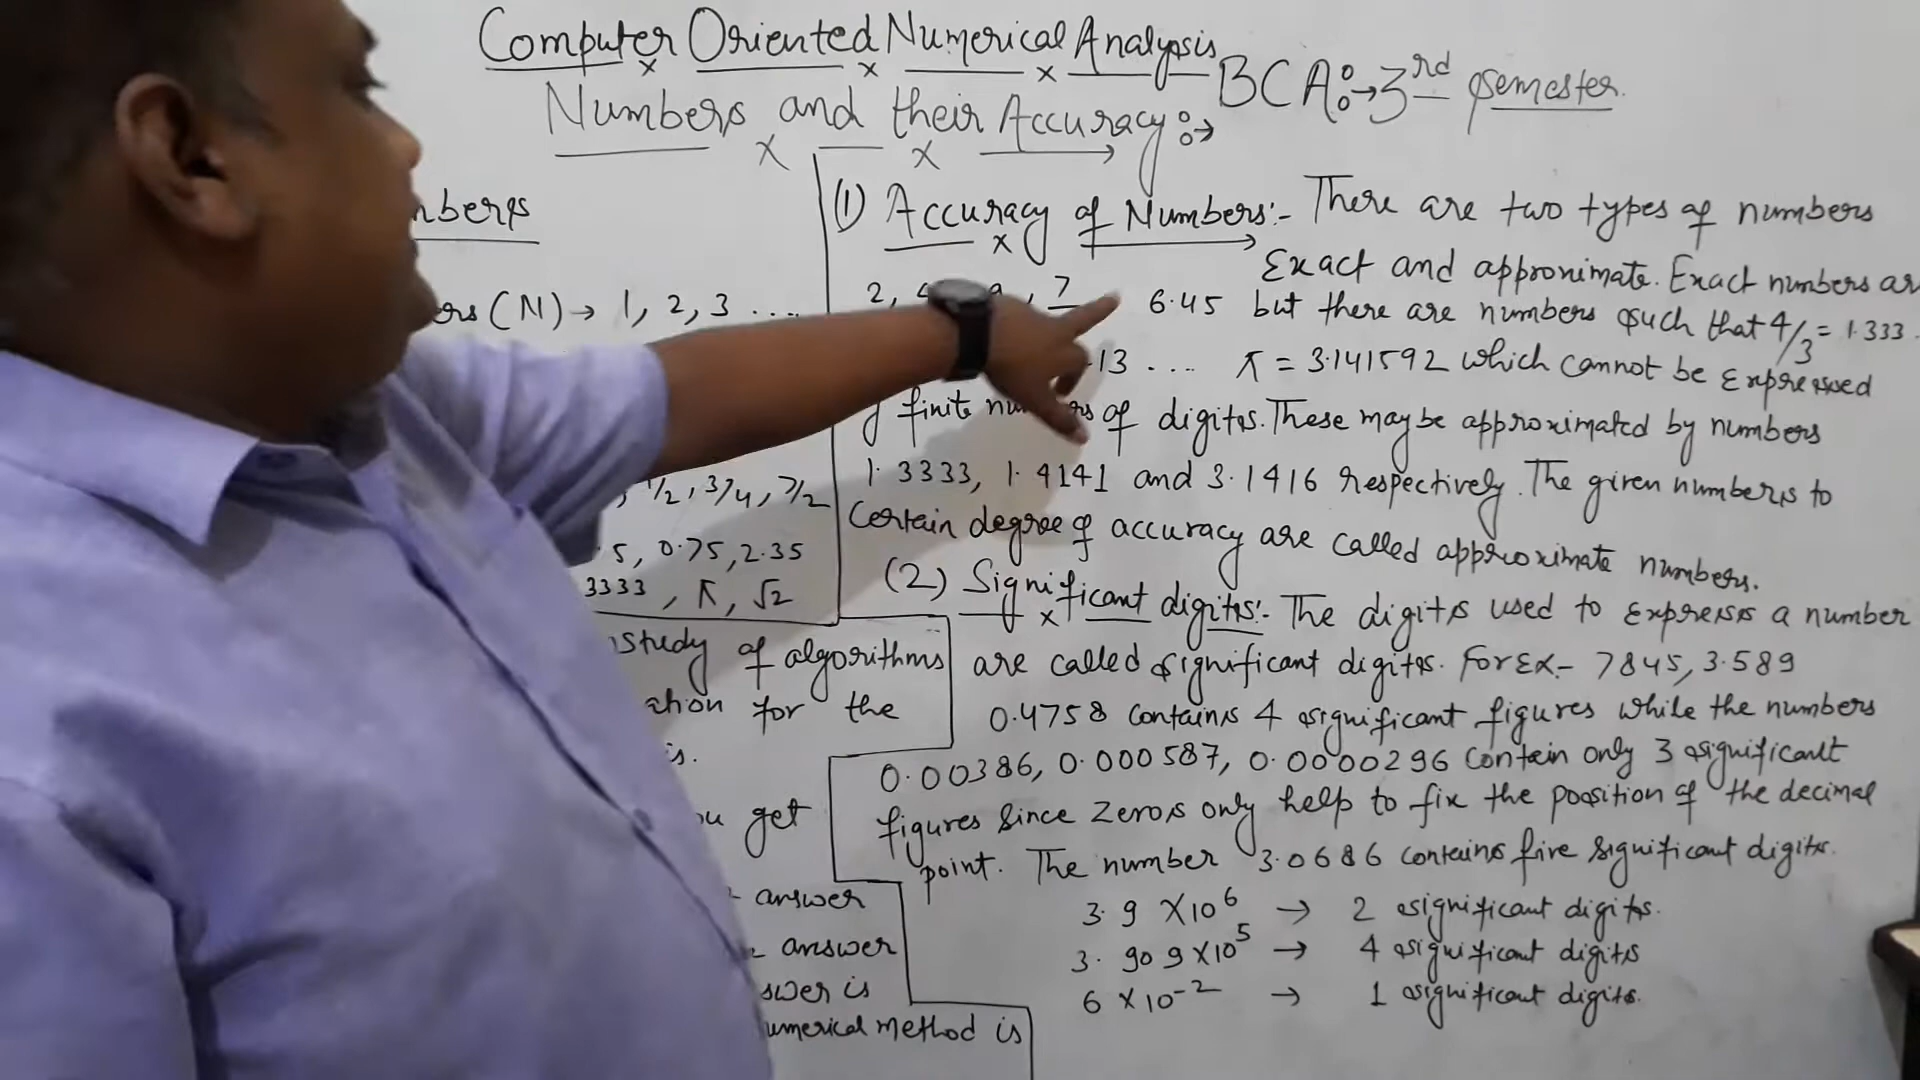 Computer Oriented Numerical Analysis
BCA:→3rd semester.
Numbers and their Accuracy:→
(N)→ 1, 2, 3 ....
1/2, 3/4, 7/2
5, 0.75, 2.35
3333, π, √2
study of algorithms
for the
is.
get
answer
answer
is
method is
(1) Accuracy of Numbers:- There are two types of numbers
Exact and approximate. Exact numbers
2, 7 6.45 but there are numbers such that 4/3 = 1.333
13 .... π = 3.141592 which cannot be expressed
finite of digits. These may be approximated by numbers
1.3333, 1.4141 and 3.1416 respectively. The given numbers to
certain degree of accuracy are called approximate numbers.
(2) Significant digits:- The digits used to express a number
are called significant digits. For Ex.- 7845, 3.589
0.4758 contains 4 significant figures while the numbers
0.00386, 0.000587, 0.0000296 contain only 3 significant
figures since zeros only help to fix the poosition of the decimal
point. The number 3.0686 contains five significant digits.
3.9 X10^6 → 2 significant digits.
3.909 X10^5 → 4 significant digits
6 X10^-2 → 1 significant digits.